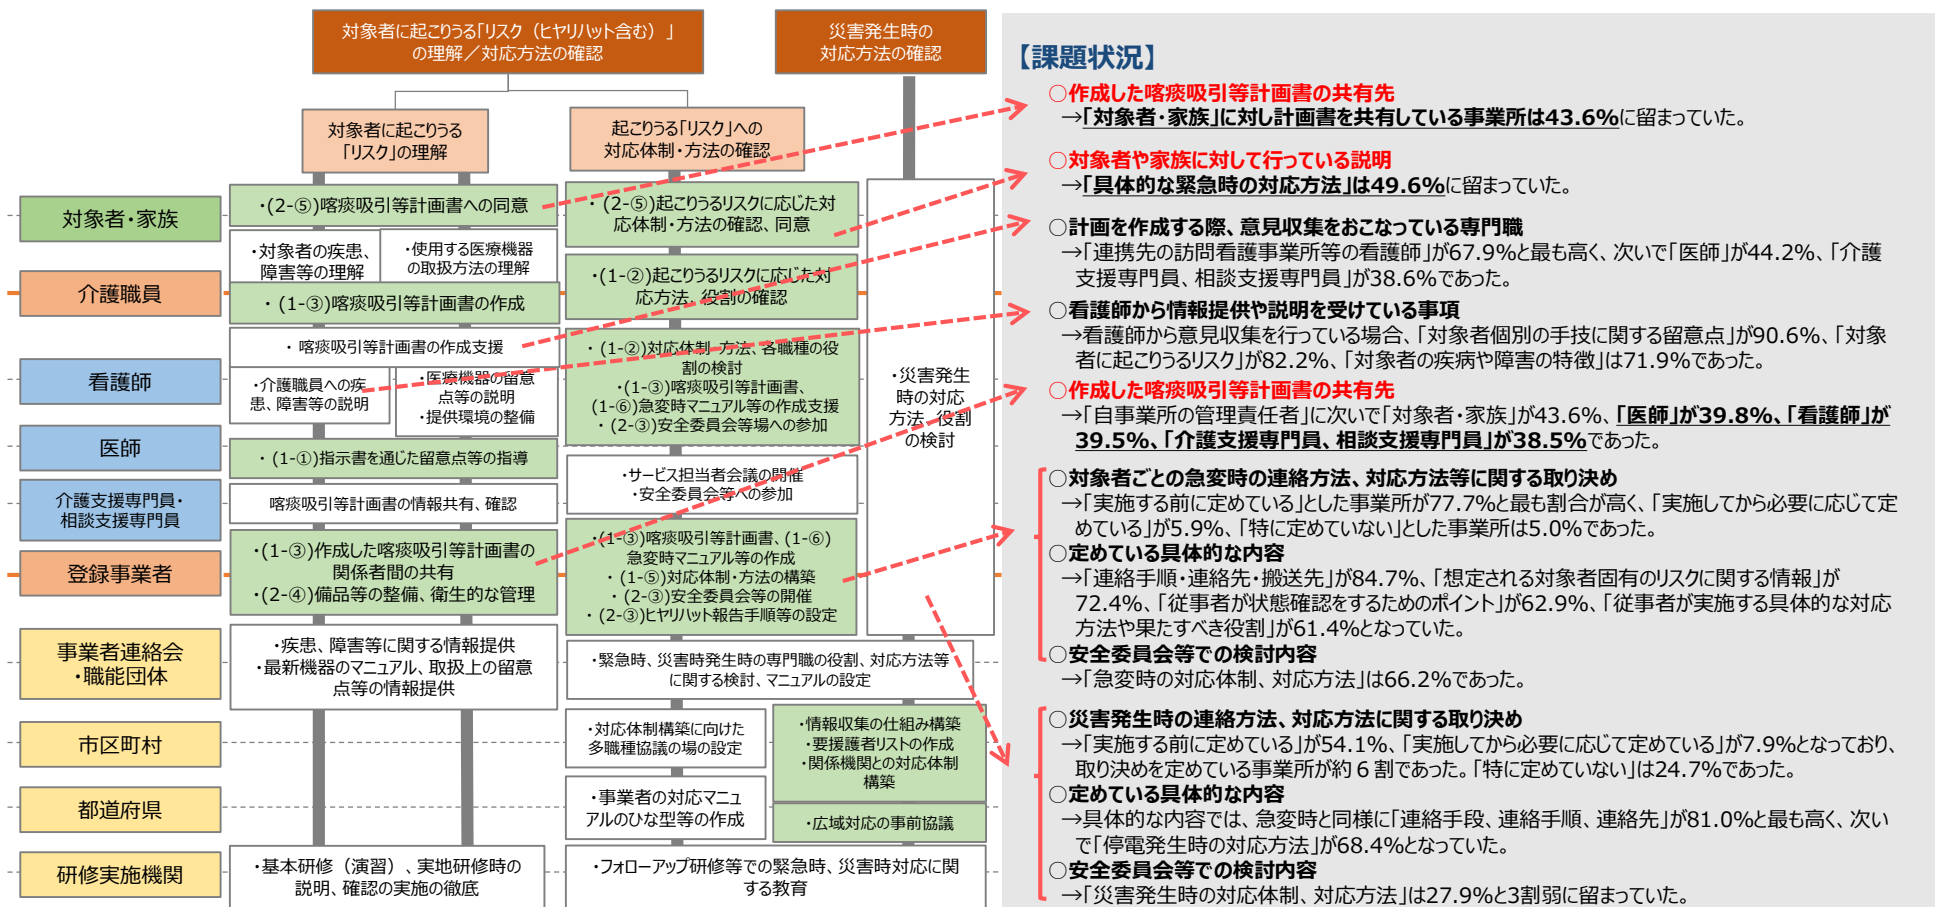 対象者に起こりうる「リスク（ヒヤリハット含む）」
の理解／対応方法の確認
災害発生時の
対応方法の確認
対象者に起こりうる
「リスク」の理解
起こりうる「リスク」への
対応体制・方法の確認
対象者・家族
・(2-⑤)喀痰吸引等計画書への同意
・(2-⑤)起こりうるリスクに応じた対
応体制・方法の確認、同意
・対象者の疾患、
障害等の理解
・使用する医療機器
の取扱方法の理解
介護職員
・(1-③)喀痰吸引等計画書の作成
・(1-②)起こりうるリスクに応じた対
応方法、役割の確認
・喀痰吸引等計画書の作成支援
看護師
・介護職員への疾
患、障害等の説明
・医療機器の留意
点等の説明
・提供環境の整備
・(1-②)対応体制・方法、各職種の役
割の検討
・(1-③)喀痰吸引等計画書、
(1-⑥)急変時マニュアル等の作成支援
・(2-③)安全委員会等場への参加
・災害発生
時の対応
方法、役割
の検討
医師
・(1-①)指示書を通じた留意点等の指導
・サービス担当者会議の開催
・安全委員会等への参加
介護支援専門員・
相談支援専門員
喀痰吸引等計画書の情報共有、確認
登録事業者
・(1-③)作成した喀痰吸引等計画書の
関係者間の共有
・(2-④)備品等の整備、衛生的な管理
・(1-③)喀痰吸引等計画書、(1-⑥)
急変時マニュアル等の作成
・(1-⑤)対応体制・方法の構築
・(2-③)安全委員会等の開催
・(2-③)ヒヤリハット報告手順等の設定
事業者連絡会
・職能団体
・疾患、障害等に関する情報提供
・最新機器のマニュアル、取扱上の留意
点等の情報提供
・緊急時、災害時発生時の専門職の役割、対応方法等
に関する検討、マニュアルの設定
市区町村
・対応体制構築に向けた
多職種協議の場の設定
・情報収集の仕組み構築
・要援護者リストの作成
・関係機関との対応体制
構築
都道府県
・事業者の対応マニュ
アルのひな型等の作成
・広域対応の事前協議
研修実施機関
・基本研修（演習）、実地研修時の
説明、確認の実施の徹底
・フォローアップ研修等での緊急時、災害時対応に関
する教育
【課題状況】
○作成した喀痰吸引等計画書の共有先
→「対象者・家族」に対し計画書を共有している事業所は43.6%に留まっていた。
○対象者や家族に対して行っている説明
→「具体的な緊急時の対応方法」は49.6%に留まっていた。
○計画を作成する際、意見収集をおこなっている専門職
→「連携先の訪問看護事業所等の看護師」が67.9%と最も高く、次いで「医師」が44.2%、「介護
支援専門員、相談支援専門員」が38.6%であった。
○看護師から情報提供や説明を受けている事項
→看護師から意見収集を行っている場合、「対象者個別の手技に関する留意点」が90.6%、「対象
者に起こりうるリスク」が82.2%、「対象者の疾病や障害の特徴」は71.9%であった。
○作成した喀痰吸引等計画書の共有先
→「自事業所の管理責任者」に次いで「対象者・家族」が43.6%、「医師」が39.8%、「看護師」が
39.5%、「介護支援専門員、相談支援専門員」が38.5%であった。
○対象者ごとの急変時の連絡方法、対応方法等に関する取り決め
→「実施する前に定めている」とした事業所が77.7%と最も割合が高く、「実施してから必要に応じて定
めている」が5.9%、「特に定めていない」とした事業所は5.0%であった。
○定めている具体的な内容
→「連絡手順・連絡先・搬送先」が84.7%、「想定される対象者固有のリスクに関する情報」が
72.4%、「従事者が状態確認をするためのポイント」が62.9%、「従事者が実施する具体的な対応
方法や果たすべき役割」が61.4%となっていた。
○安全委員会等での検討内容
→「急変時の対応体制、対応方法」は66.2%であった。
○災害発生時の連絡方法、対応方法に関する取り決め
→「実施する前に定めている」が54.1%、「実施してから必要に応じて定めている」が7.9%となっており、
取り決めを定めている事業所が約６割であった。「特に定めていない」は24.7%であった。
○定めている具体的な内容
→具体的な内容では、急変時と同様に「連絡手段、連絡手順、連絡先」が81.0%と最も高く、次い
で「停電発生時の対応方法」が68.4%となっていた。
○安全委員会等での検討内容
→「災害発生時の対応体制、対応方法」は27.9%と3割弱に留まっていた。